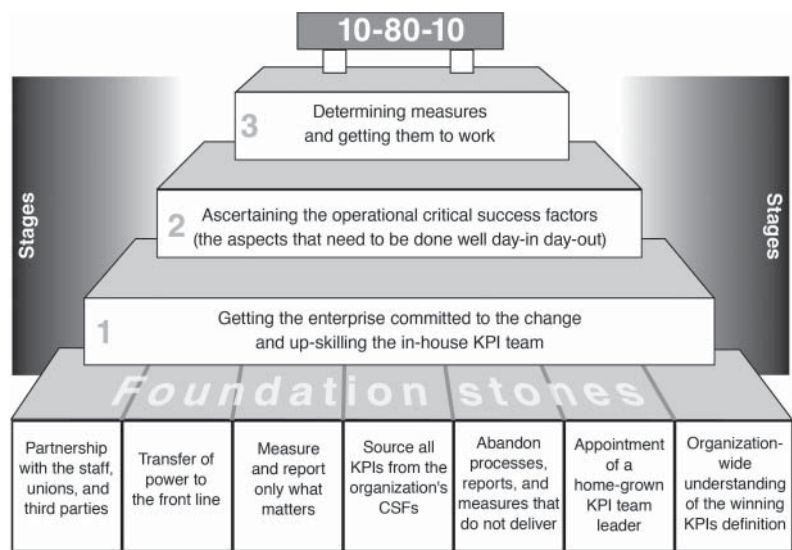 10-80-10
Stages
Stages
3
Determining measures
and getting them to work
2
Ascertaining the operational critical success factors
(the aspects that need to be done well day-in day-out)
1
Getting the enterprise committed to the change
and up-skilling the in-house KPI team
Foundation stones
Partnership
with the staff,
unions, and
third parties
Transfer of
power to
the front line
Measure
and report
only what
matters
Source all
KPIs from the
organization's
CSFs
Abandon
processes,
reports, and
measures that
do not deliver
Appointment
of a
home-grown
KPI team
leader
Organization-
wide
understanding
of the winning
KPIs definition